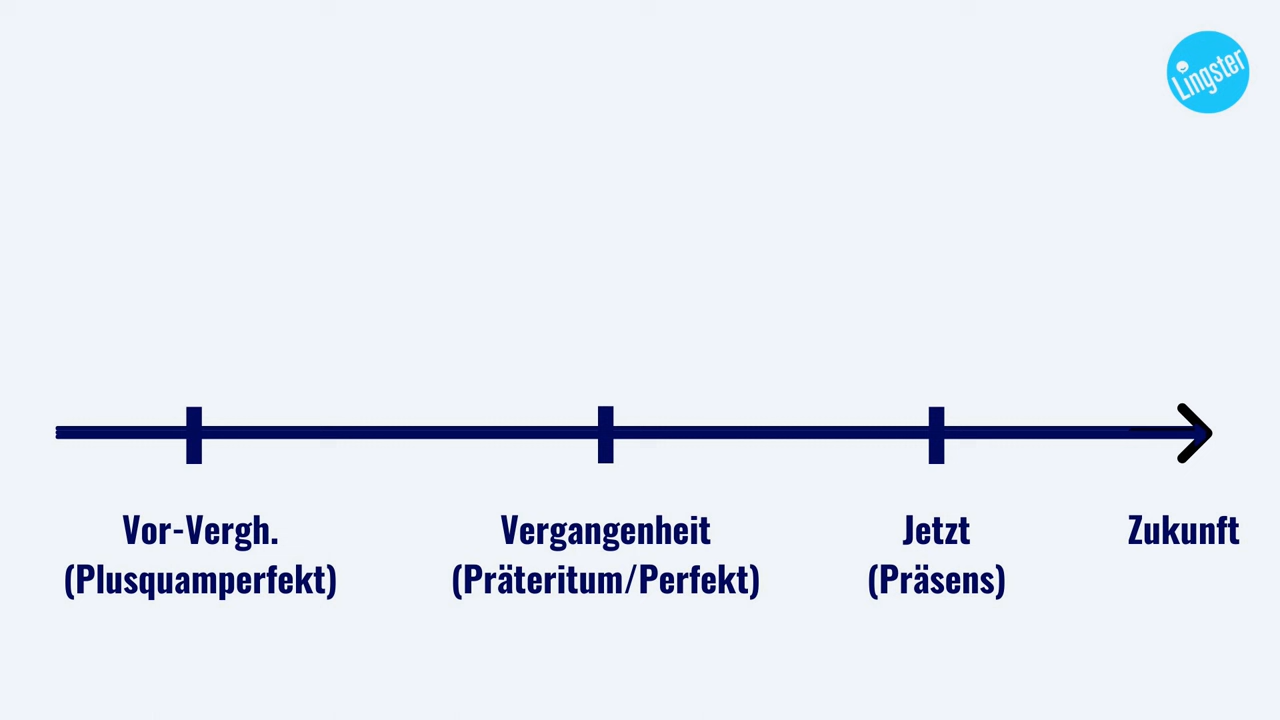 Lingster
Vor-Vergh.
(Plusquamperfekt)
Vergangenheit
(Präteritum/Perfekt)
Jetzt
(Präsens)
Zukunft